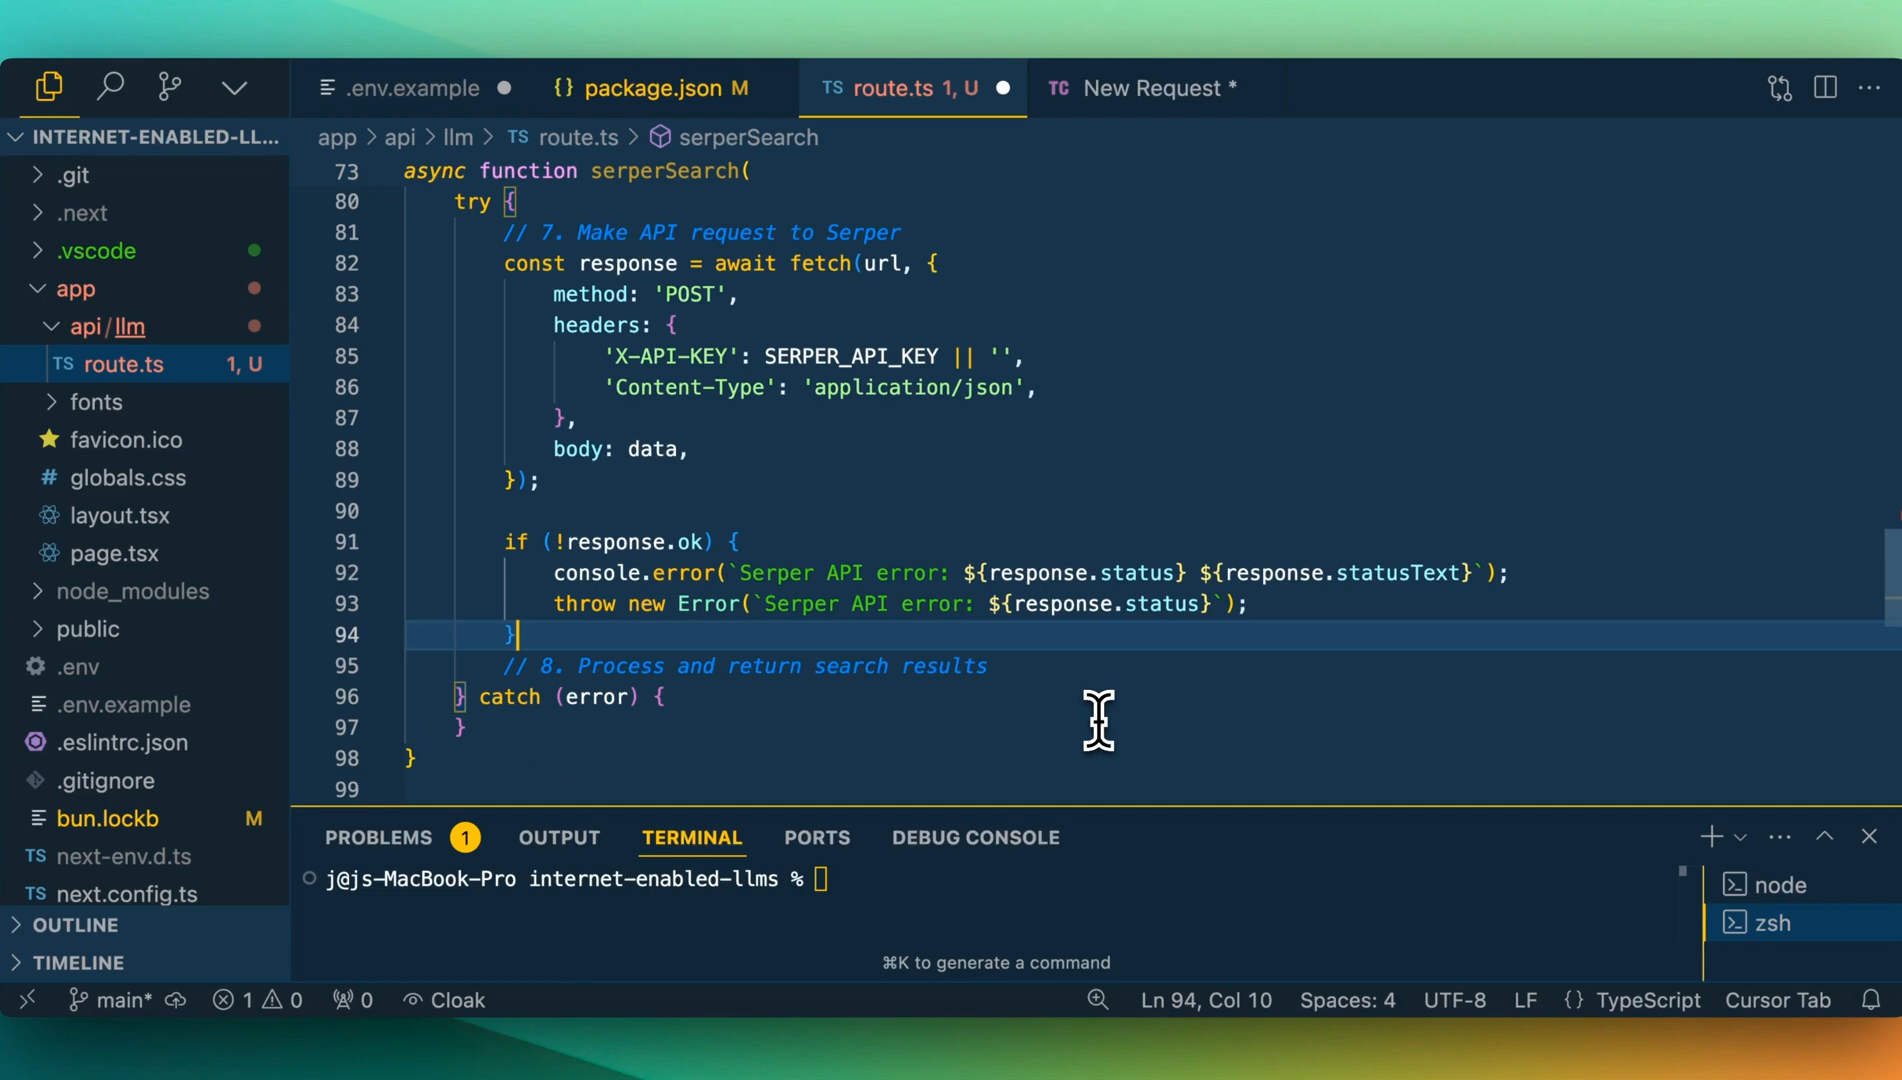 .env.example
{} package.json M
TS route.ts 1, U
TC New Request *
INTERNET-ENABLED-LL...
app > api > llm > TS route.ts > serperSearch
.git
.next
.vscode
app
api/llm
TS route.ts 1, U
fonts
favicon.ico
# globals.css
layout.tsx
page.tsx
node_modules
public
.env
.env.example
.eslintrc.json
.gitignore
bun.lockb M
TS next-env.d.ts
TS next.config.ts
OUTLINE
TIMELINE
73 async function serperSearch(
80 try {
81 // 7. Make API request to Serper
82 const response = await fetch(url, {
83 method: 'POST',
84 headers: {
85 'X-API-KEY': SERPER_API_KEY || '',
86 'Content-Type': 'application/json',
87 },
88 body: data,
89 });
90
91 if (!response.ok) {
92 console.error(`Serper API error: ${response.status} ${response.statusText}`);
93 throw new Error(`Serper API error: ${response.status}`);
94 }
95 // 8. Process and return search results
96 } catch (error) {
97 }
98 }
99
PROBLEMS 1 OUTPUT TERMINAL PORTS DEBUG CONSOLE
j@js-MacBook-Pro internet-enabled-llms %
node
zsh
⌘K to generate a command
main* 1 0 0 Cloak Ln 94, Col 10 Spaces: 4 UTF-8 LF {} TypeScript Cursor Tab